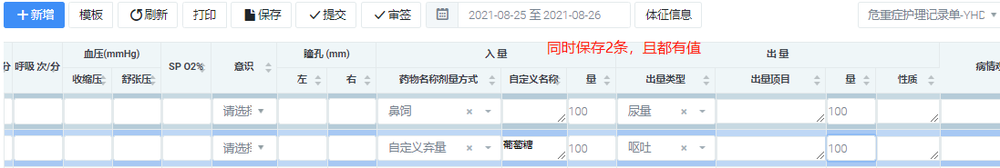 新增 模板 刷新 打印 保存 提交 审签 2021-08-25 至 2021-08-26 体征信息 危重症护理记录单-YHD
同时保存2条，且都有值
分 呼吸 次/分 血压(mmHg) SP O2% 意识 瞳孔 (mm) 入 量 出 量
收缩压 舒张压 左 右 药物名称剂量方式 自定义名称 量 出量类型 出量项目 量 性质
请选择 鼻饲 × 100 尿量 × 100
请选择 自定义弃量 × 葡萄糖 100 呕吐 × 100